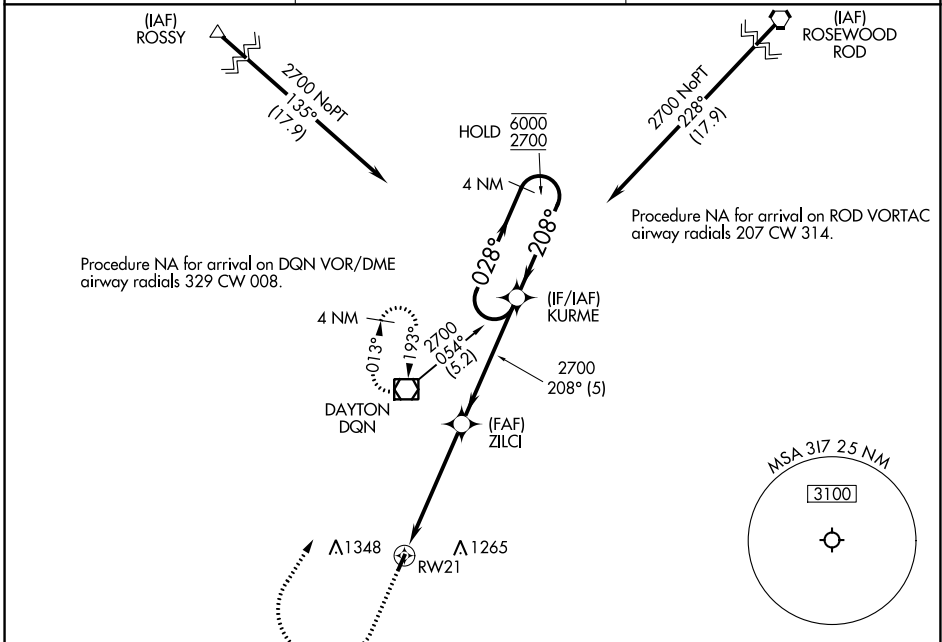 (IAF)
ROSSY
2700 NoPT
135°
(17.9)
(IAF)
ROSEWOOD
ROD
2700 NoPT
228°
(17.9)
HOLD
6000
2700
4 NM
028°
208°
Procedure NA for arrival on ROD VORTAC
airway radials 207 CW 314.
Procedure NA for arrival on DQN VOR/DME
airway radials 329 CW 008.
(IF/IAF)
KURME
4 NM
013°
193°
2700
054°
(5.2)
2700
208° (5)
DAYTON
DQN
(FAF)
ZILCI
MSA 3I7 25 NM
3100
1348
1265
RW21